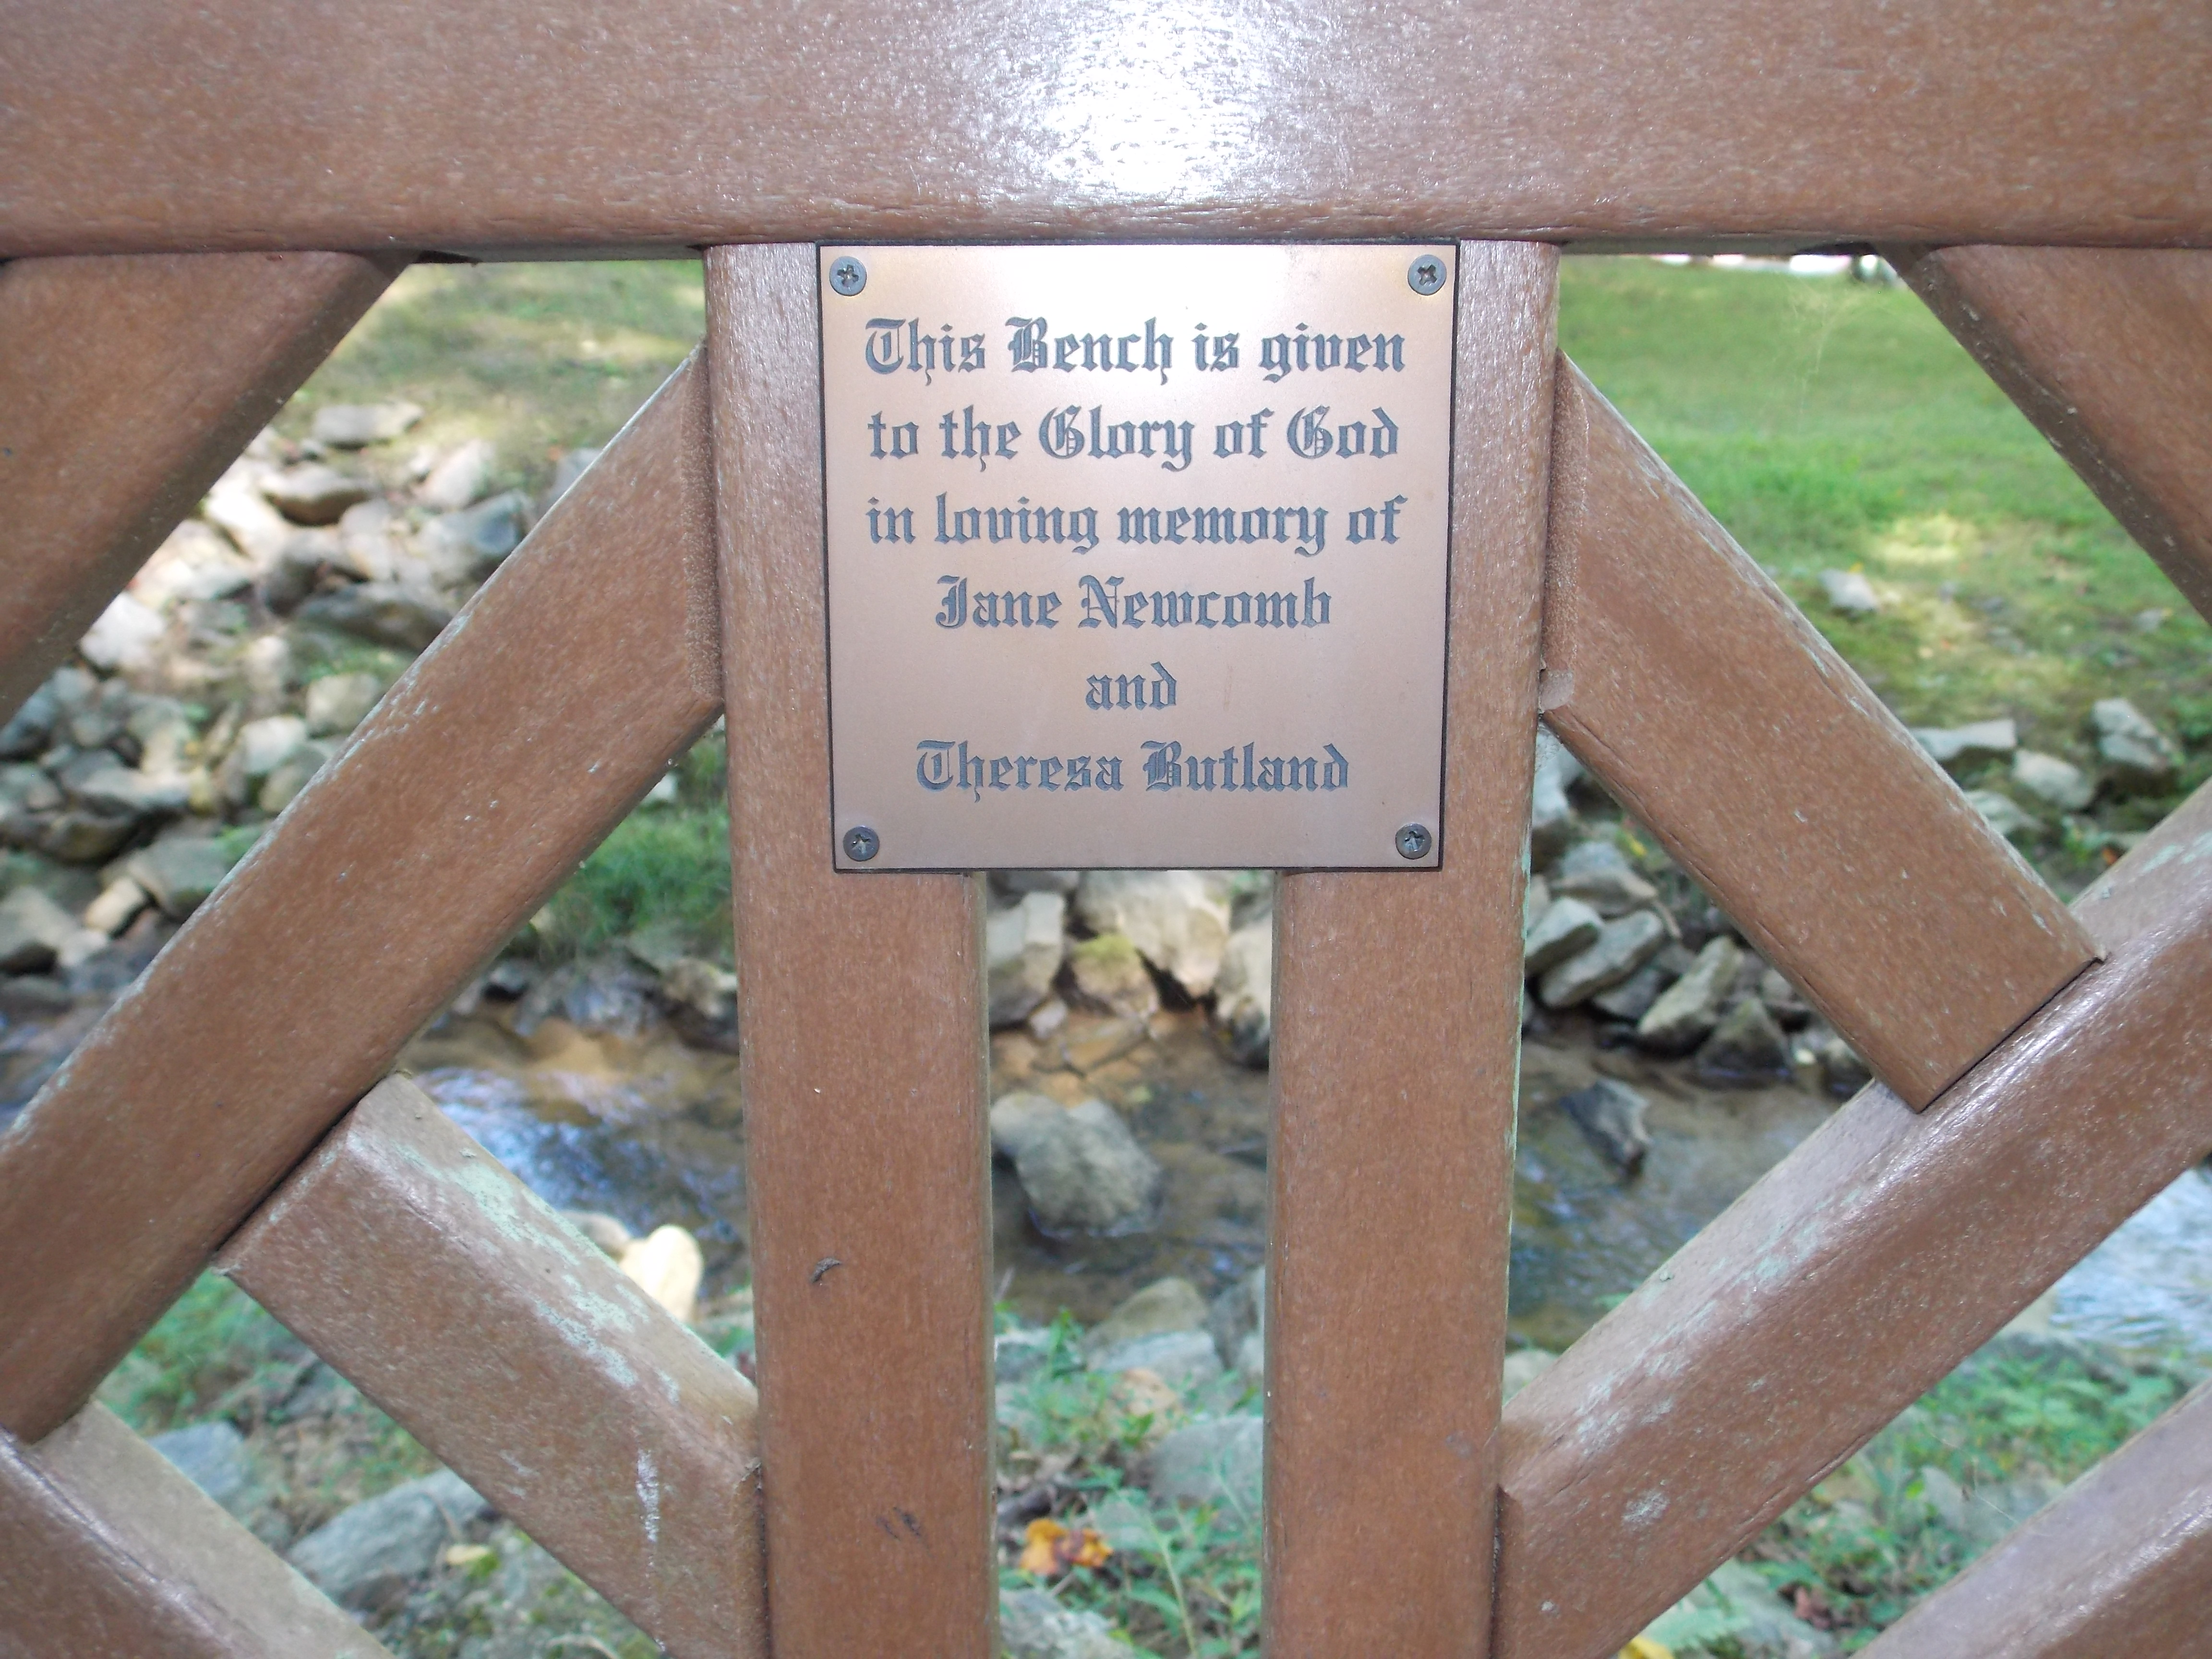 This Bench is given
to the Glory of God
in loving memory of
Jane Newcomb
and
Theresa Butland